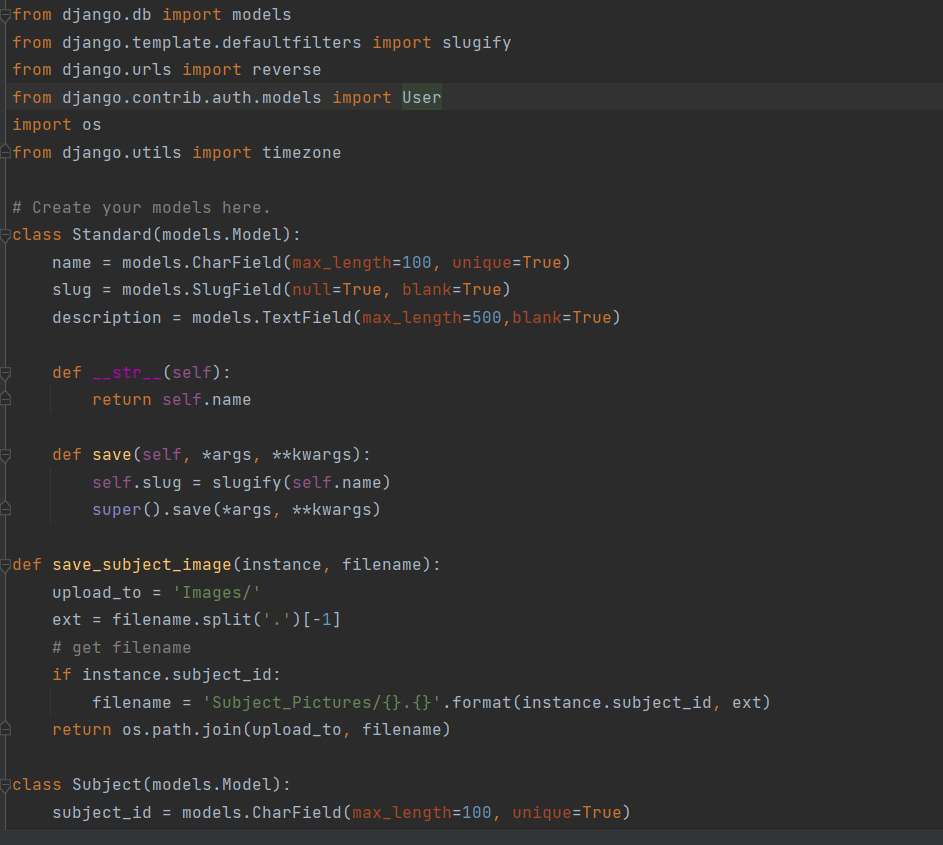 from django.db import models
from django.template.defaultfilters import slugify
from django.urls import reverse
from django.contrib.auth.models import User
import os
from django.utils import timezone

# Create your models here.
class Standard(models.Model):
    name = models.CharField(max_length=100, unique=True)
    slug = models.SlugField(null=True, blank=True)
    description = models.TextField(max_length=500,blank=True)

    def __str__(self):
        return self.name

    def save(self, *args, **kwargs):
        self.slug = slugify(self.name)
        super().save(*args, **kwargs)

def save_subject_image(instance, filename):
    upload_to = 'Images/'
    ext = filename.split('.')[-1]
    # get filename
    if instance.subject_id:
        filename = 'Subject_Pictures/{}.{}'.format(instance.subject_id, ext)
    return os.path.join(upload_to, filename)

class Subject(models.Model):
    subject_id = models.CharField(max_length=100, unique=True)